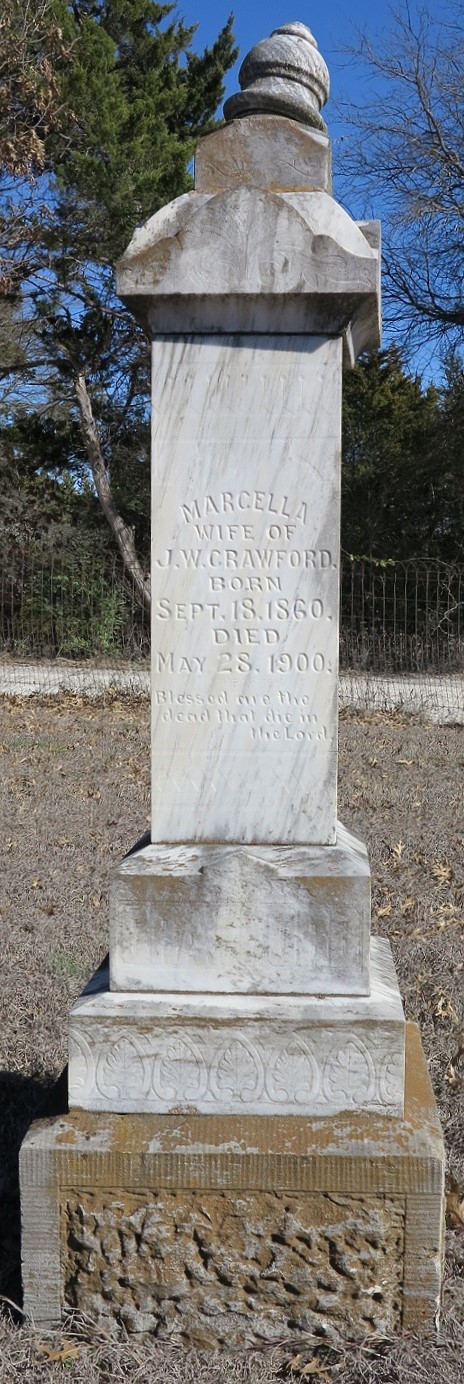 MARCELLA
WIFE OF
J.W.CRAWFORD.
BORN
SEPT. 18. 1860.
DIED
MAY 28. 1900.
Blessed are the
dead that die in
the Lord.